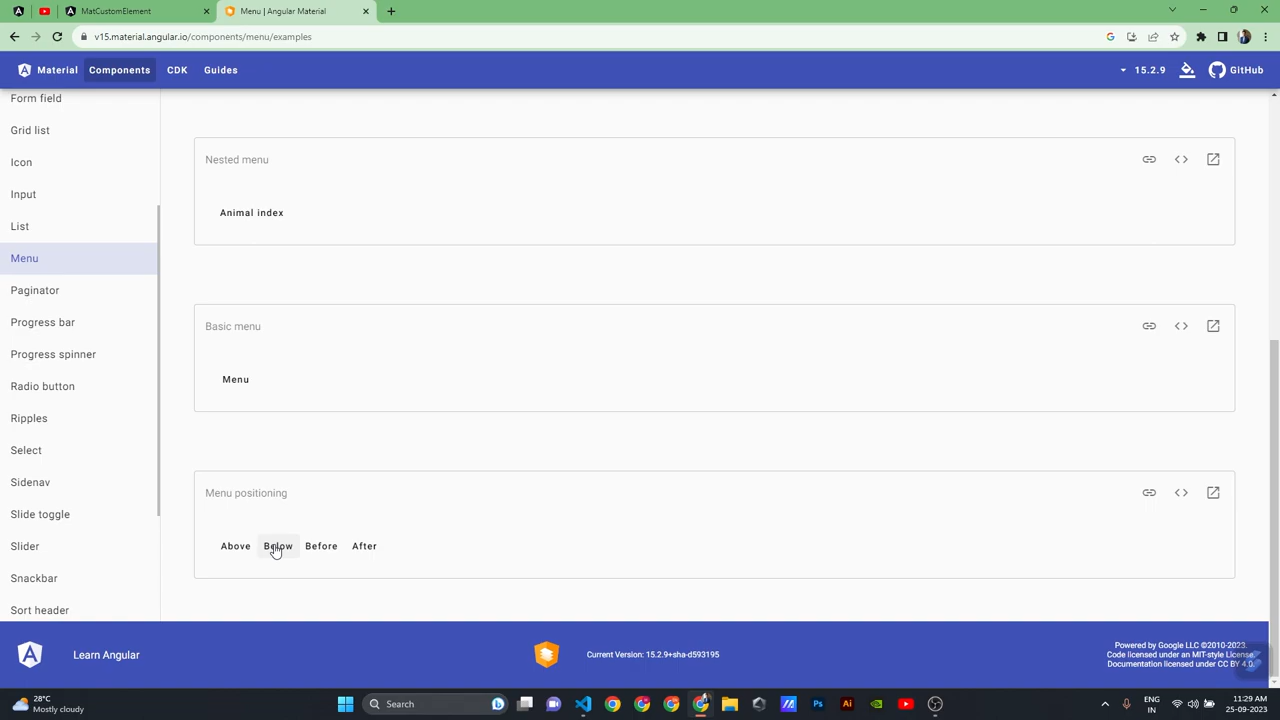 MatCustomElement
Menu | Angular Material
v15.material.angular.io/components/menu/examples
Material
Components
CDK
Guides
15.2.9
GitHub
Form field
Grid list
Icon
Input
List
Menu
Paginator
Progress bar
Progress spinner
Radio button
Ripples
Select
Sidenav
Slide toggle
Slider
Snackbar
Sort header
Nested menu
Animal index
Basic menu
Menu
Menu positioning
Above
Below
Before
After
Learn Angular
Current Version: 15.2.9+sha-d593195
Powered by Google LLC ©2010-2023.
Code licensed under an MIT-style License.
Documentation licensed under CC BY 4.0.
28°C
Mostly cloudy
Search
ENG
IN
11:29 AM
25-09-2023